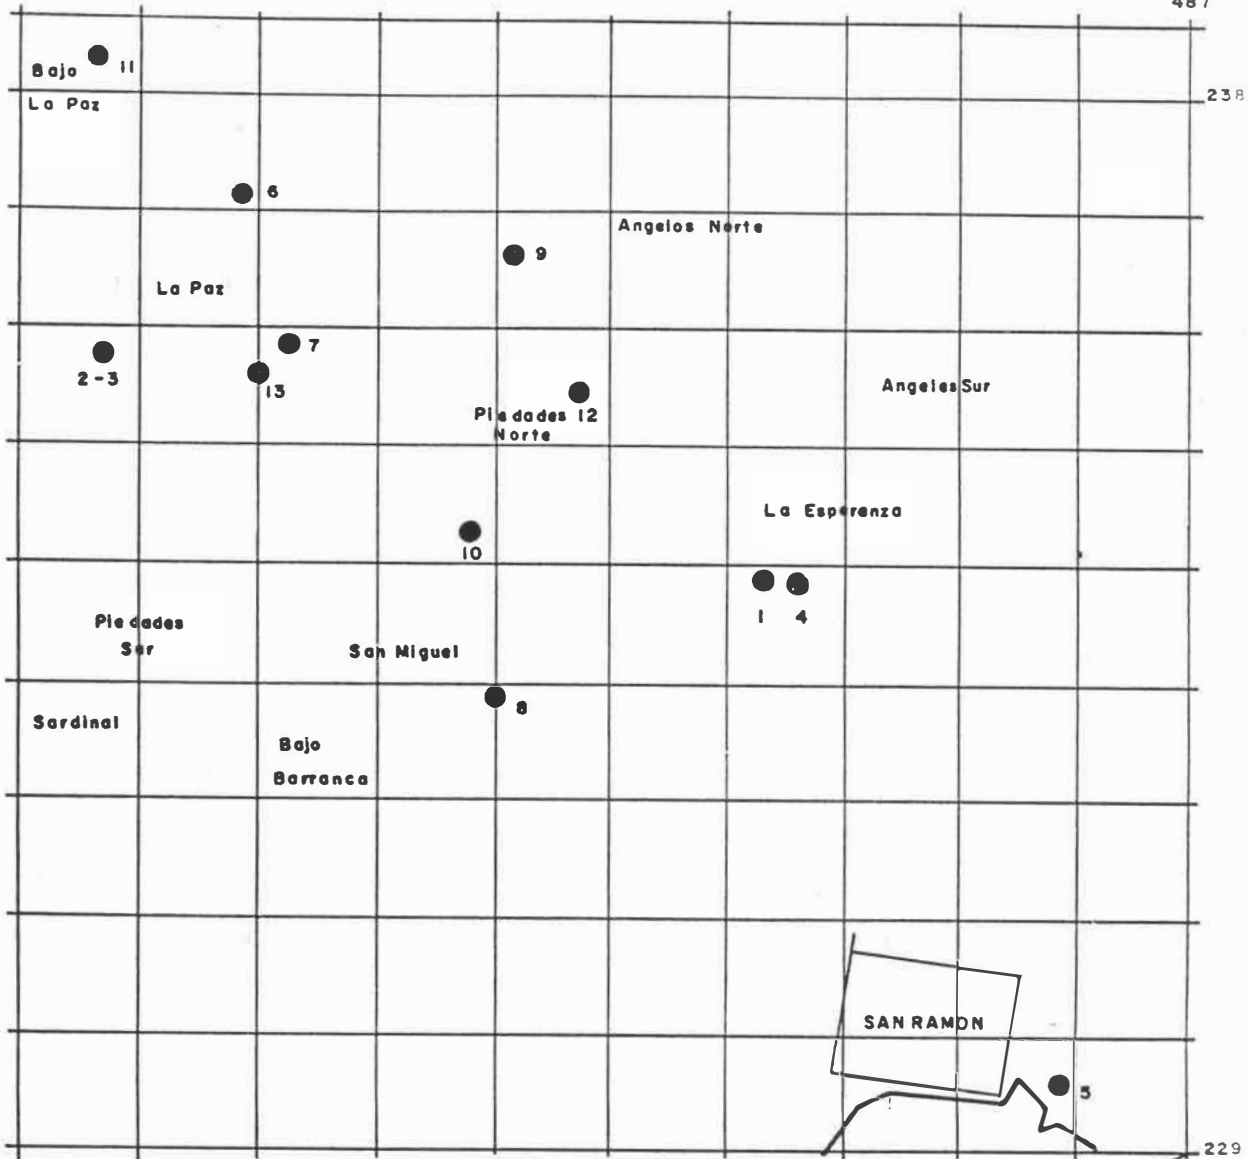 487
Bajo
11
La Paz
238
6
Angelos Norte
9
La Paz
7
2-3
13
Angeles Sur
Piedades 12
Norte
La Esperenza
10
1
4
Piedades
Sur
San Miguel
8
Sardinal
Bajo
Barranca
SAN RAMON
5
229